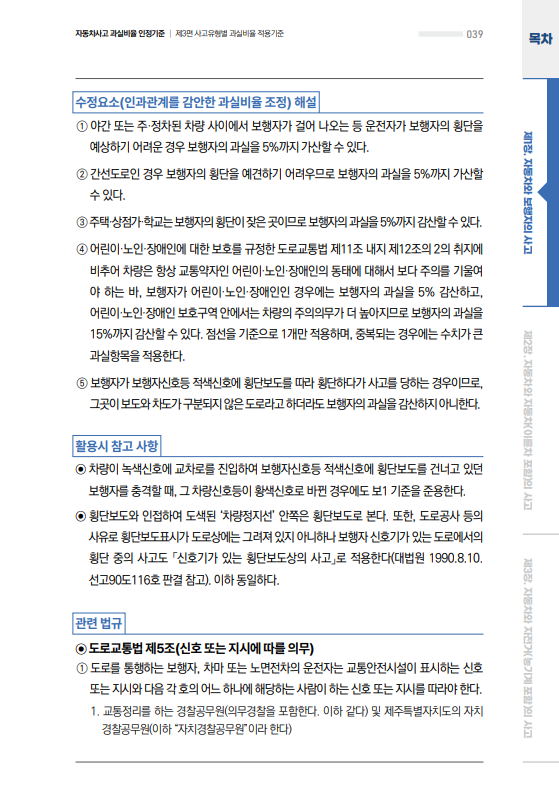 자동차사고 과실비율 인정기준 | 제3편 사고유형별 과실비율 적용기준
039
목차
수정요소(인과관계를 감안한 과실비율 조정) 해설
① 야간 또는 주·정차된 차량 사이에서 보행자가 걸어 나오는 등 운전자가 보행자의 횡단을
예상하기 어려운 경우 보행자의 과실을 5%까지 가산할 수 있다.
② 간선도로인 경우 보행자의 횡단을 예견하기 어려우므로 보행자의 과실을 5%까지 가산할
수 있다.
③ 주택·상점가·학교는 보행자의 횡단이 잦은 곳이므로 보행자의 과실을 5%까지 감산할 수 있다.
④ 어린이·노인·장애인에 대한 보호를 규정한 도로교통법 제11조 내지 제12조의 2의 취지에
비추어 차량은 항상 교통약자인 어린이·노인·장애인의 동태에 대해서 보다 주의를 기울여
야 하는 바, 보행자가 어린이·노인·장애인인 경우에는 보행자의 과실을 5% 감산하고,
어린이·노인·장애인 보호구역 안에서는 차량의 주의의무가 더 높아지므로 보행자의 과실을
15%까지 감산할 수 있다. 점선을 기준으로 1개만 적용하며, 중복되는 경우에는 수치가 큰
과실항목을 적용한다.
⑤ 보행자가 보행자신호등 적색신호에 횡단보도를 따라 횡단하다가 사고를 당하는 경우이므로,
그곳이 보도와 차도가 구분되지 않은 도로라고 하더라도 보행자의 과실을 감산하지 아니한다.
활용시 참고 사항
◉ 차량이 녹색신호에 교차로를 진입하여 보행자신호등 적색신호에 횡단보도를 건너고 있던
보행자를 충격할 때, 그 차량신호등이 황색신호로 바뀐 경우에도 보1 기준을 준용한다.
◉ 횡단보도와 인접하여 도색된 '차량정지선' 안쪽은 횡단보도로 본다. 또한, 도로공사 등의
사유로 횡단보도표시가 도로상에는 그려져 있지 아니하나 보행자 신호기가 있는 도로에서의
횡단 중의 사고도 「신호기가 있는 횡단보도상의 사고」로 적용한다(대법원 1990.8.10.
선고90도116호 판결 참고). 이하 동일하다.
관련 법규
◉ 도로교통법 제5조(신호 또는 지시에 따를 의무)
① 도로를 통행하는 보행자, 차마 또는 노면전차의 운전자는 교통안전시설이 표시하는 신호
또는 지시와 다음 각 호의 어느 하나에 해당하는 사람이 하는 신호 또는 지시를 따라야 한다.
1. 교통정리를 하는 경찰공무원(의무경찰을 포함한다. 이하 같다) 및 제주특별자치도의 자치
경찰공무원(이하 "자치경찰공무원"이라 한다)
제1장. 자동차와 보행자의 사고
제2장. 자동차와 자동차(이륜차 포함)의 사고
제3장. 자동차와 자전거(농기계 포함)의 사고